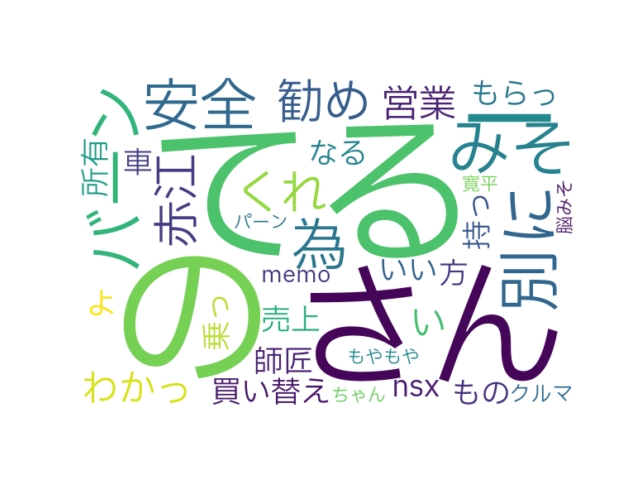 安全
勧め
営業
もらっ
バーン
所有
車
赤江
てる
なる
くれ
パーン
為
みそ
ー
寛平
脳みそ
持っ
別に
の
memo
いい
方
さん
ょ
乗っ
売上
い
師匠
もやもや
わかっ
買い替え
ちゃん
nsx
もの
クルマ